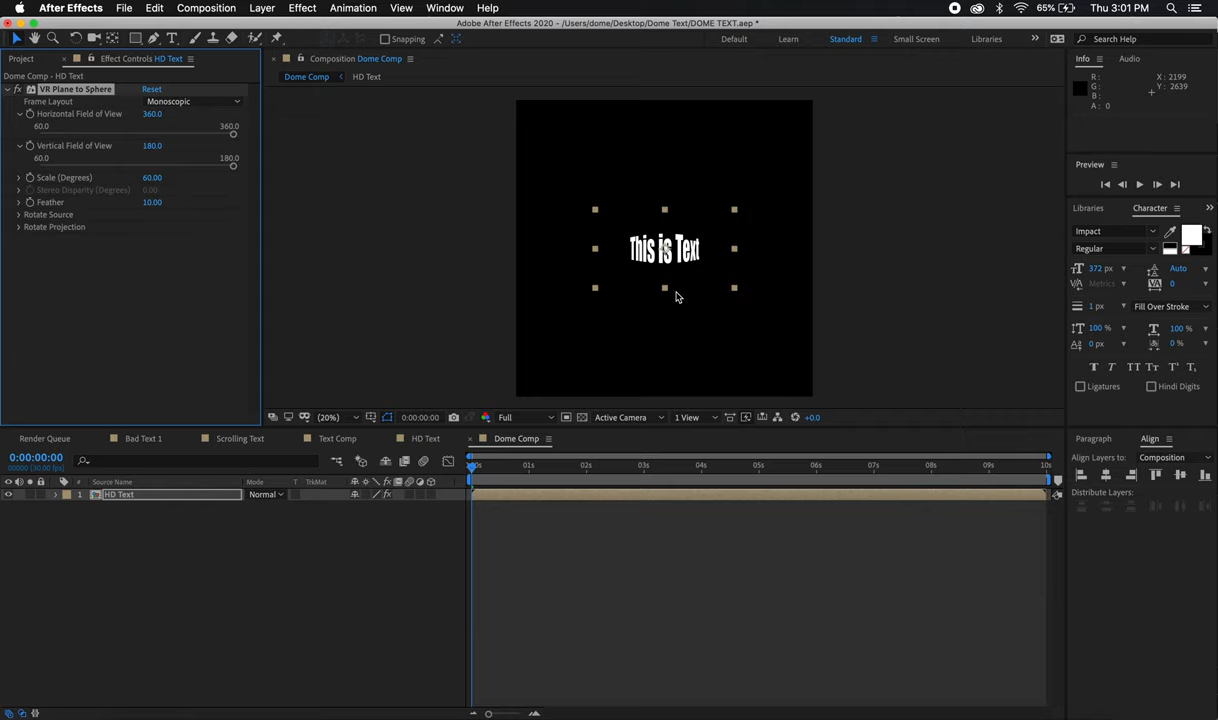 After Effects File Edit Composition Layer Effect Animation View Window Help 65% Thu 3:01 PM
Adobe After Effects 2020 - /Users/dome/Desktop/Dome Text/DOME TEXT.aep *
Snapping Default Learn Standard Small Screen Libraries Search Help
Project Effect Controls HD Text Composition Dome Comp Info Audio
Dome Comp • HD Text Dome Comp HD Text
fx VR Plane to Sphere Reset
R: X: 2199
G: Y: 2639
B:
A: 0
Frame Layout Monoscopic
Horizontal Field of View 360.0
60.0 360.0
Vertical Field of View 180.0
60.0 180.0
Scale (Degrees) 60.00
Stereo Disparity (Degrees) 0.00
Feather 10.00
Rotate Source
Rotate Projection
This is Text
Preview
Libraries Character
Impact
Regular
372 px Auto
Metrics 0
1 px Fill Over Stroke
100 % 100 %
0 px 0 %
T T TT Tт T¹ T₁
Ligatures Hindi Digits
(20%) 0:00:00:00 Full Active Camera 1 View +0.0
Render Queue Bad Text 1 Scrolling Text Text Comp HD Text Dome Comp
Paragraph Align
0:00:00:00
00000 (30.00 fps)
Align Layers to: Composition
01s 02s 03s 04s 05s 06s 07s 08s 09s 10s
# Source Name Mode T TrkMat
1 HD Text Normal
Distribute Layers: